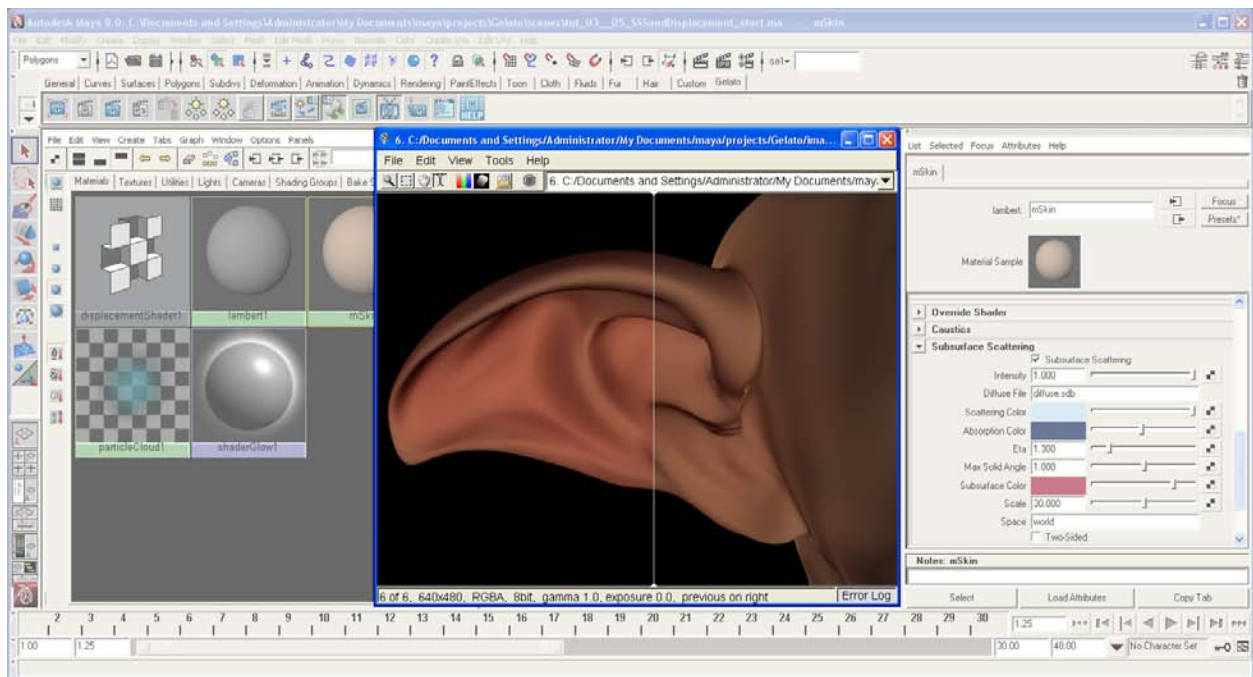 Autodesk Maya 8.0: C:\Documents and Settings\Administrator\My Documents\maya\projects\Gelato\scenes\tut_03__05_SSSandDisplacement_start.ma --- mSkin
File Edit Modify Create Display Window
Polygons
sel-
General Curves Surfaces Polygons Subdivs Deformation Animation Dynamics Rendering PaintEffects Toon Cloth Fluids Fur Hair Custom Gelato
HELP
File Edit View Create Tabs Graph Window Options Panels
Materials Textures Utilities Lights Cameras Shading Groups Bake S
displacementShader1
lambert1
mSki
particleCloud1
shaderGlow1
6. C:/Documents and Settings/Administrator/My Documents/maya/projects/Gelato/ima...
File Edit View Tools Help
6. C:/Documents and Settings/Administrator/My Documents/may
6 of 6, 640x480, RGBA, 8bit, gamma 1.0, exposure 0.0, previous on right
Error Log
List Selected Focus Attributes Help
mSkin
lambert: mSkin
Focus
Presets*
Material Sample
Override Shader
Caustics
Subsurface Scattering
Subsurface Scattering
Intensity 1.000
Diffuse File diffuse.sdb
Scattering Color
Absorption Color
Eta 1.300
Max Solid Angle 1.000
Subsurface Color
Scale 30.000
Space world
Two-Sided
Notes: mSkin
Select Load Attributes Copy Tab
2 3 4 5 6 7 8 9 10 11 12 13 14 15 16 17 18 19 20 21 22 23 24 25 26 27 28 29 30
1.25
1.00 1.25 30.00 48.00 No Character Set